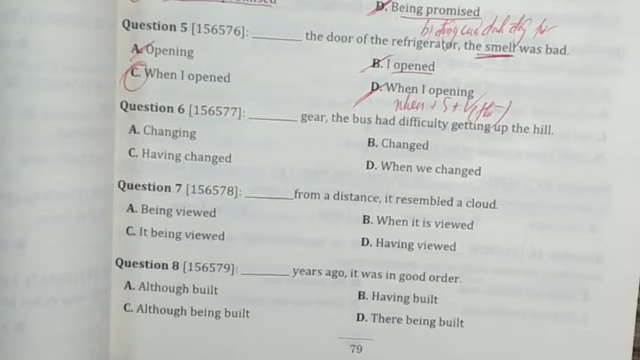 D. Being promised
bị động của danh động từ
Question 5 [156576]: ________ the door of the refrigerator, the smell was bad.
A. Opening
B. I opened
C. When I opened
D. When I opening
when + S + V
Question 6 [156577]: ________ gear, the bus had difficulty getting up the hill.
A. Changing
B. Changed
C. Having changed
D. When we changed
Question 7 [156578]: ________from a distance, it resembled a cloud.
A. Being viewed
B. When it is viewed
C. It being viewed
D. Having viewed
Question 8 [156579]: ________ years ago, it was in good order.
A. Although built
B. Having built
C. Although being built
D. There being built
79